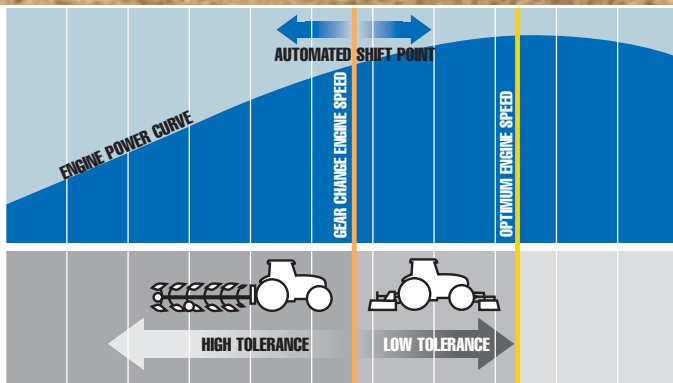 AUTOMATED SHIFT POINT
ENGINE POWER CURVE
GEAR CHANGE ENGINE SPEED
OPTIMUM ENGINE SPEED
HIGH TOLERANCE
LOW TOLERANCE